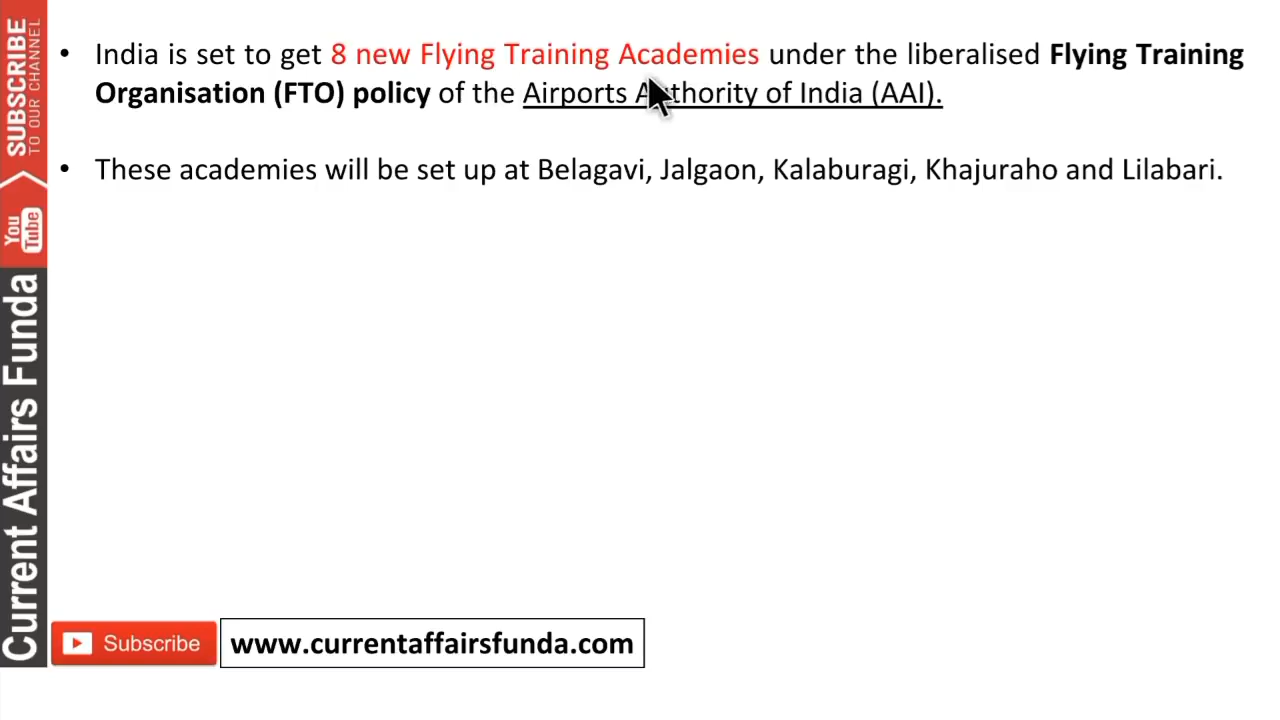 • India is set to get 8 new Flying Training Academies under the liberalised Flying Training
Organisation (FTO) policy of the Airports Authority of India (AAI).
• These academies will be set up at Belagavi, Jalgaon, Kalaburagi, Khajuraho and Lilabari.
SUBSCRIBE
TO OUR CHANNEL
You
Tube
Current Affairs Funda
Subscribe
www.currentaffairsfunda.com